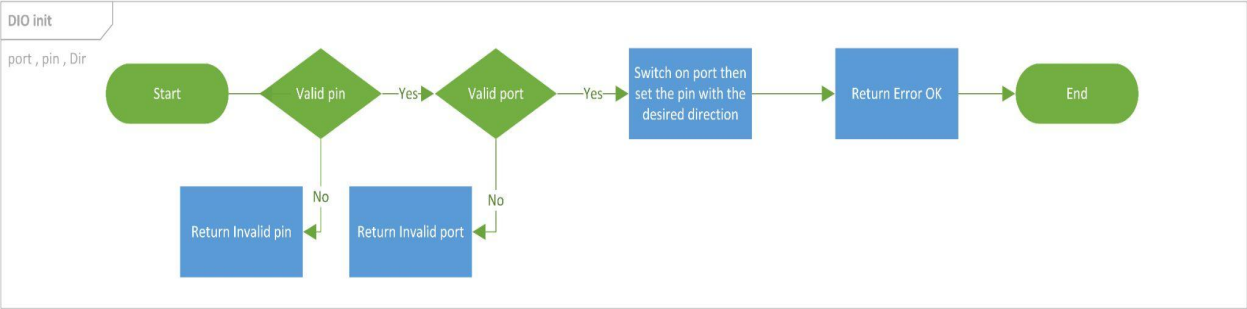 DIO init
port , pin , Dir
Start
Valid pin
Yes
Valid port
Yes
Switch on port then
set the pin with the
desired direction
Return Error OK
End
No
No
Return Invalid pin
Return Invalid port